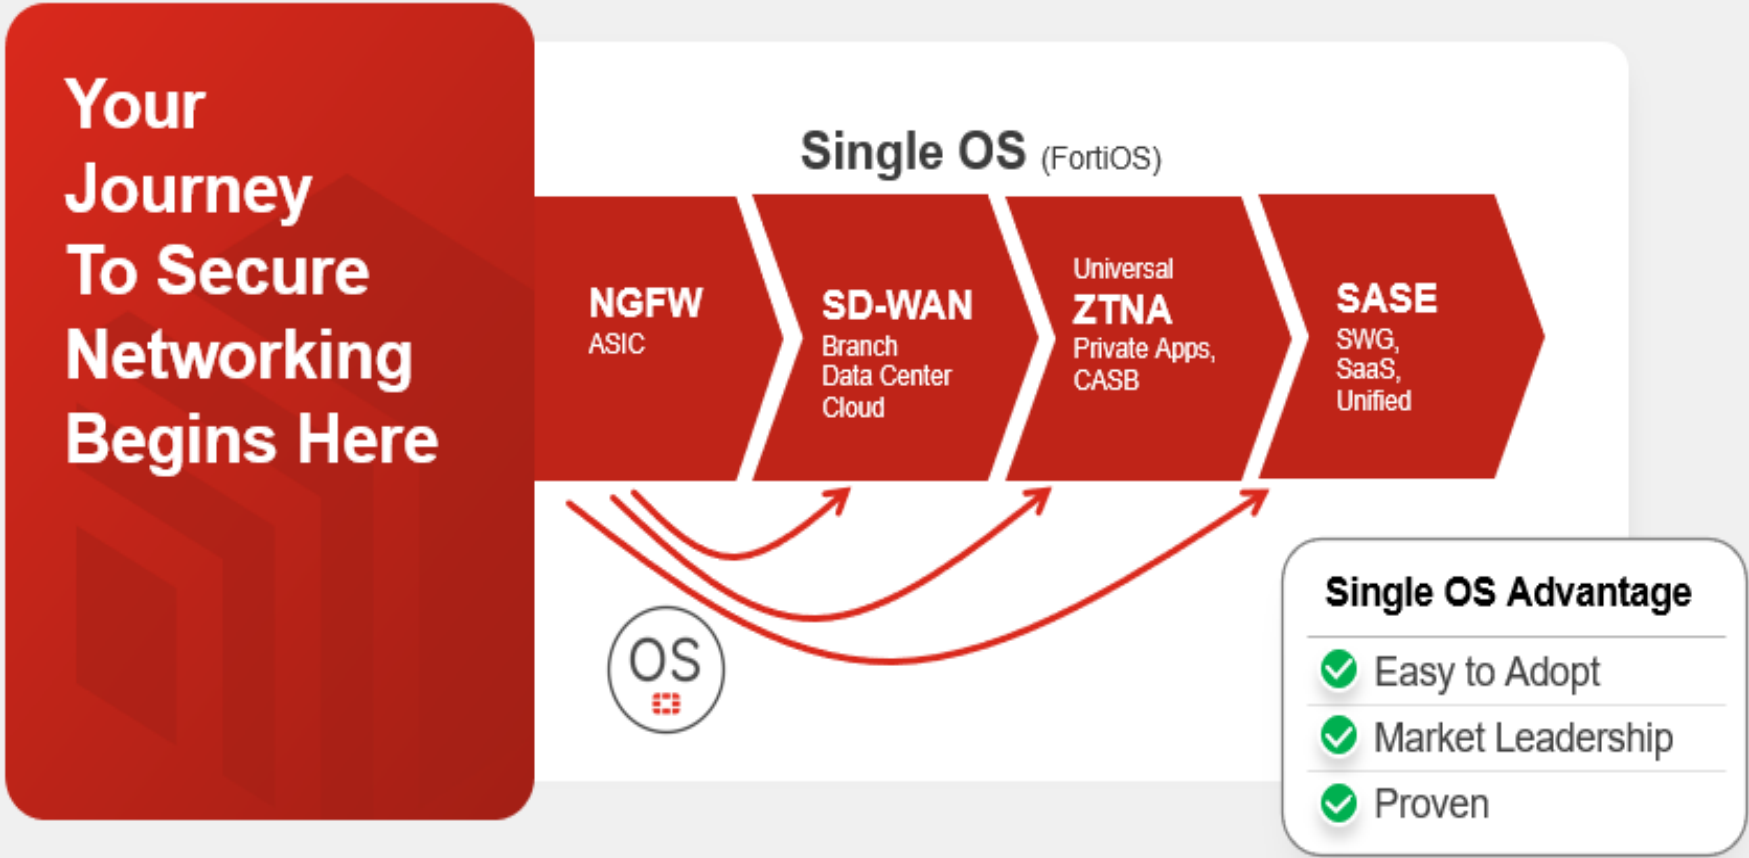 Your
Journey
To Secure
Networking
Begins Here
Single OS (FortiOS)
NGFW
ASIC
SD-WAN
Branch
Data Center
Cloud
Universal
ZTNA
Private Apps,
CASB
SASE
SWG,
SaaS,
Unified
OS
Single OS Advantage
Easy to Adopt
Market Leadership
Proven